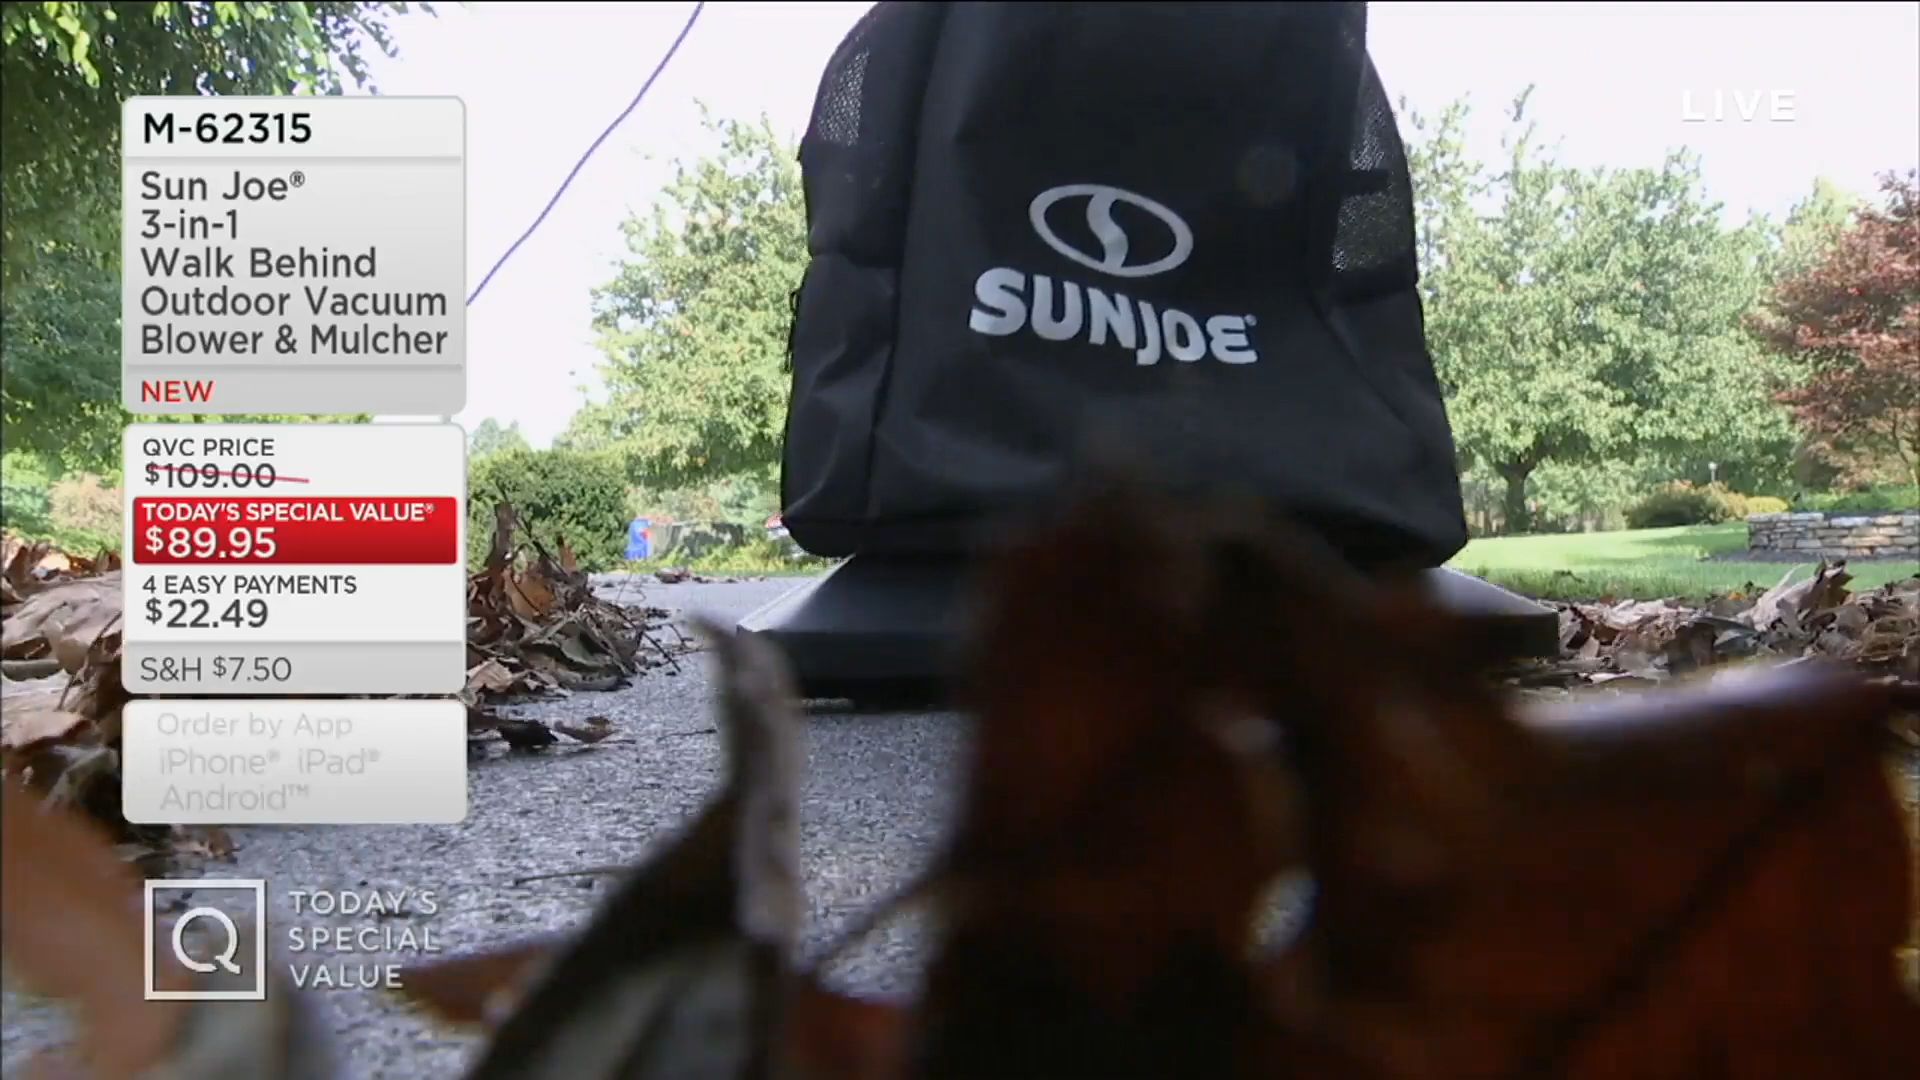 M-62315
Sun Joe®
3-in-1
Walk Behind
Outdoor Vacuum
Blower & Mulcher
NEW
QVC PRICE
$109.00
TODAY'S SPECIAL VALUE®
$89.95
4 EASY PAYMENTS
$22.49
S&H $7.50
Order by App
iPhone® iPad®
Android™
Q
TODAY'S
SPECIAL
VALUE
SUNJOE®
LIVE